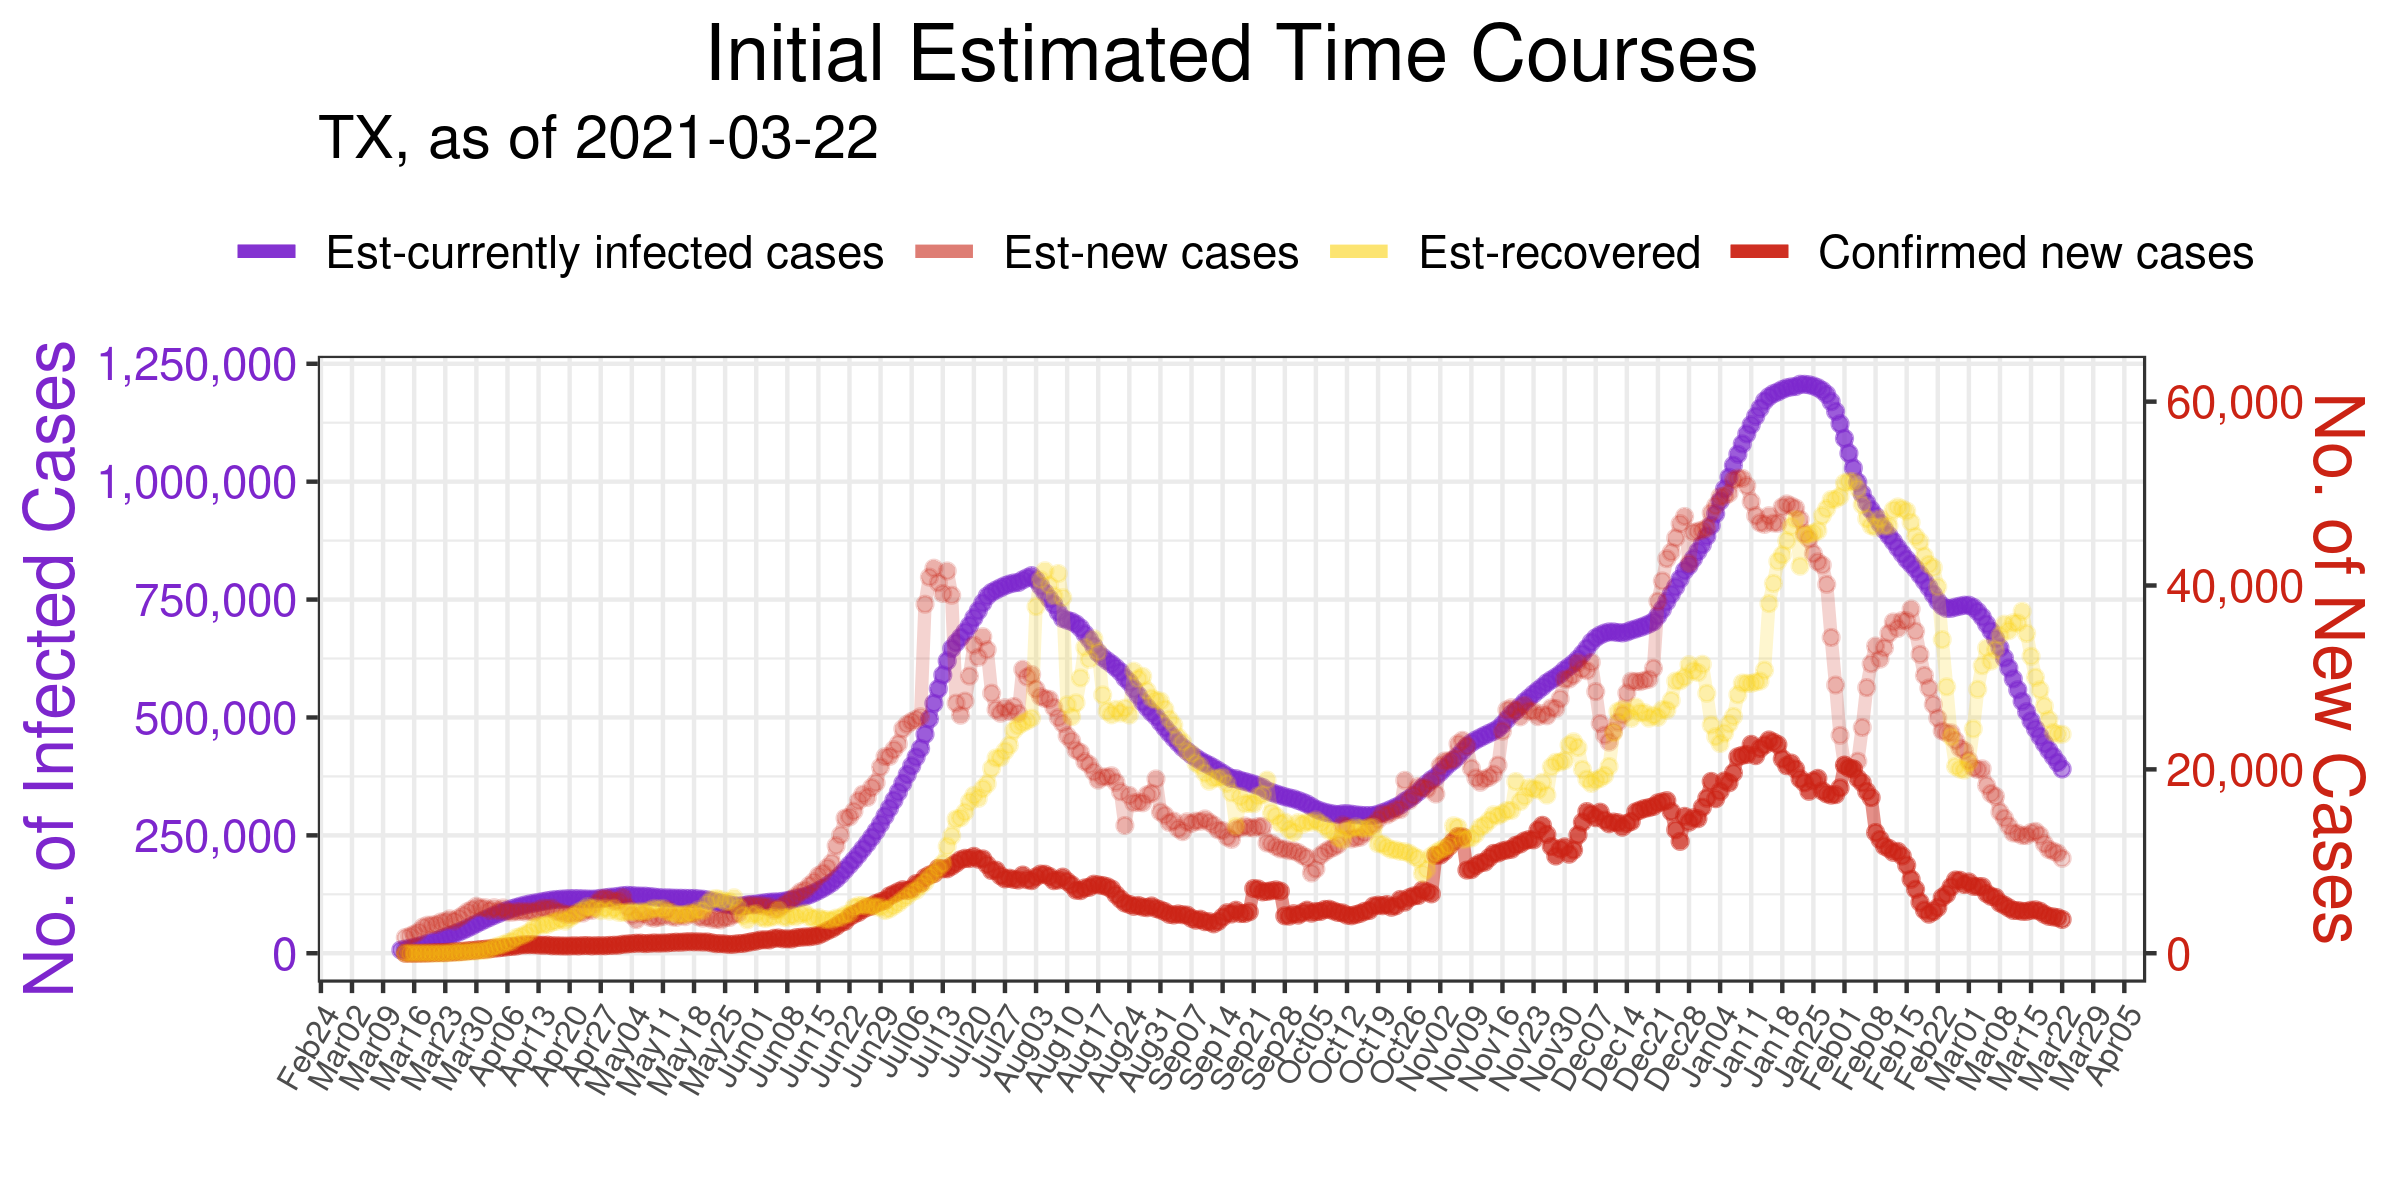 Initial Estimated Time Courses
TX, as of 2021-03-22
Est-currently infected cases Est-new cases Est-recovered Confirmed new cases
No. of Infected Cases
1,250,000
1,000,000
750,000
500,000
250,000
0
60,000
40,000
20,000
0
No. of New Cases
Feb24 Mar02 Mar09 Mar16 Mar23 Mar30 Apr06 Apr13 Apr20 Apr27 May04 May11 May18 May25 Jun01 Jun08 Jun15 Jun22 Jun29 Jul06 Jul13 Jul20 Jul27 Aug03 Aug10 Aug17 Aug24 Aug31 Sep07 Sep14 Sep21 Sep28 Oct05 Oct12 Oct19 Oct26 Nov02 Nov09 Nov16 Nov23 Nov30 Dec07 Dec14 Dec21 Dec28 Jan04 Jan11 Jan18 Jan25 Feb01 Feb08 Feb15 Feb22 Mar01 Mar08 Mar15 Mar22 Mar29 Apr05